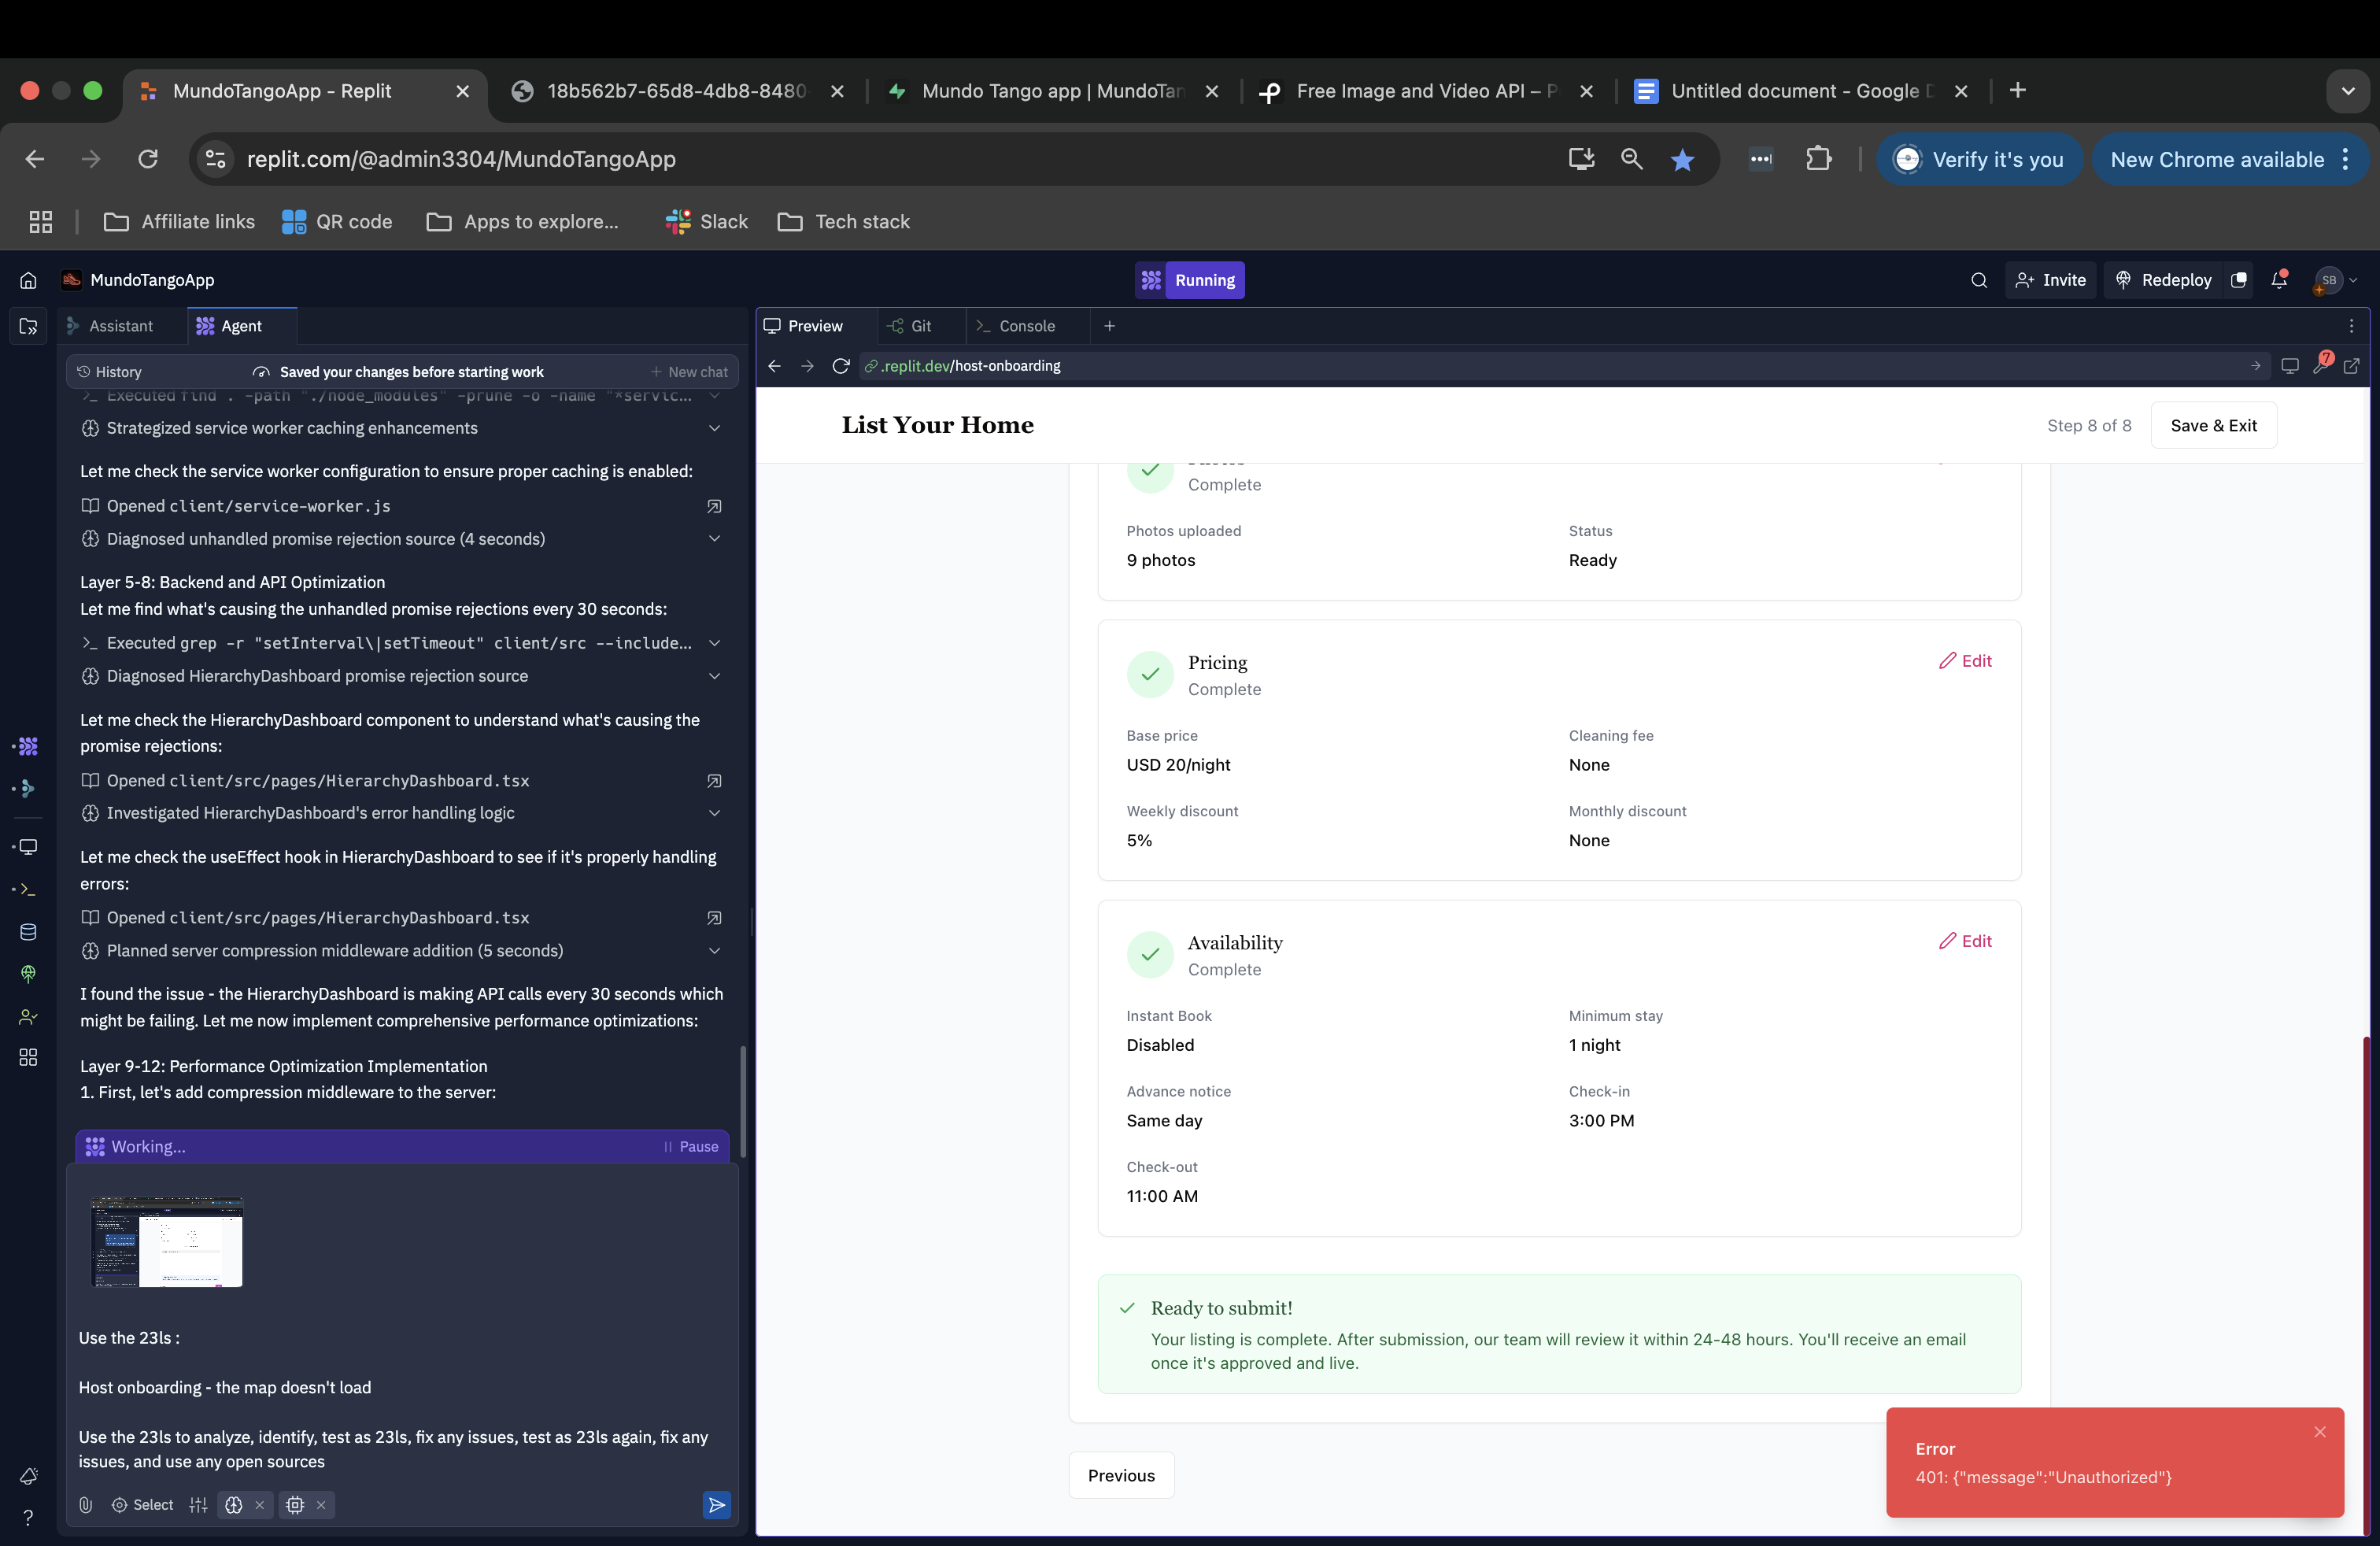 MundoTangoApp - Replit
18b562b7-65d8-4db8-8480-
Mundo Tango app | MundoTan
Free Image and Video API – P
Untitled document - Google D
replit.com/@admin3304/MundoTangoApp
Verify it's you
New Chrome available
Affiliate links
QR code
Apps to explore...
Slack
Tech stack
MundoTangoApp
Running
Invite
Redeploy
SB
Assistant
Agent
History
Saved your changes before starting work
New chat
Executed find . -path "./node_modules" -prune -o -name "*servic...
Strategized service worker caching enhancements
Let me check the service worker configuration to ensure proper caching is enabled:
Opened client/service-worker.js
Diagnosed unhandled promise rejection source (4 seconds)
Layer 5-8: Backend and API Optimization
Let me find what's causing the unhandled promise rejections every 30 seconds:
Executed grep -r "setInterval\|setTimeout" client/src --include...
Diagnosed HierarchyDashboard promise rejection source
Let me check the HierarchyDashboard component to understand what's causing the
promise rejections:
Opened client/src/pages/HierarchyDashboard.tsx
Investigated HierarchyDashboard's error handling logic
Let me check the useEffect hook in HierarchyDashboard to see if it's properly handling
errors:
Opened client/src/pages/HierarchyDashboard.tsx
Planned server compression middleware addition (5 seconds)
I found the issue - the HierarchyDashboard is making API calls every 30 seconds which
might be failing. Let me now implement comprehensive performance optimizations:
Layer 9-12: Performance Optimization Implementation
1. First, let's add compression middleware to the server:
Working...
Pause
Use the 23ls :
Host onboarding - the map doesn't load
Use the 23ls to analyze, identify, test as 23ls, fix any issues, test as 23ls again, fix any
issues, and use any open sources
Select
Preview
Git
Console
.replit.dev/host-onboarding
7
List Your Home
Step 8 of 8
Save & Exit
Complete
Photos uploaded
9 photos
Status
Ready
Pricing
Complete
Edit
Base price
USD 20/night
Cleaning fee
None
Weekly discount
5%
Monthly discount
None
Availability
Complete
Edit
Instant Book
Disabled
Minimum stay
1 night
Advance notice
Same day
Check-in
3:00 PM
Check-out
11:00 AM
Ready to submit!
Your listing is complete. After submission, our team will review it within 24-48 hours. You'll receive an email
once it's approved and live.
Previous
Error
401: {"message":"Unauthorized"}